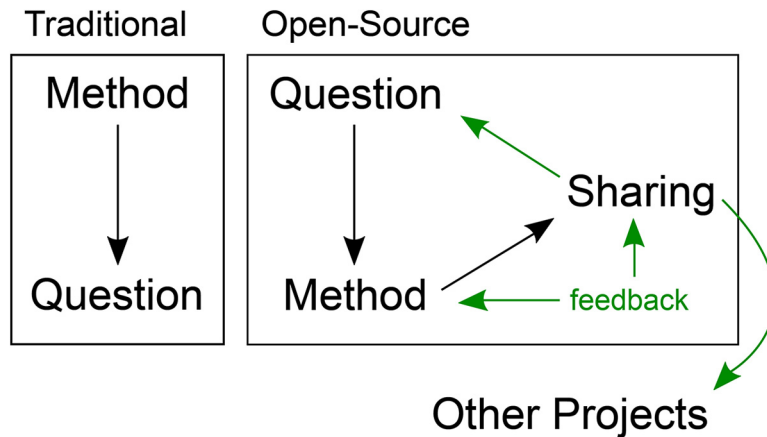 Traditional
Method
Question
Open-Source
Question
Sharing
Method
feedback
Other Projects